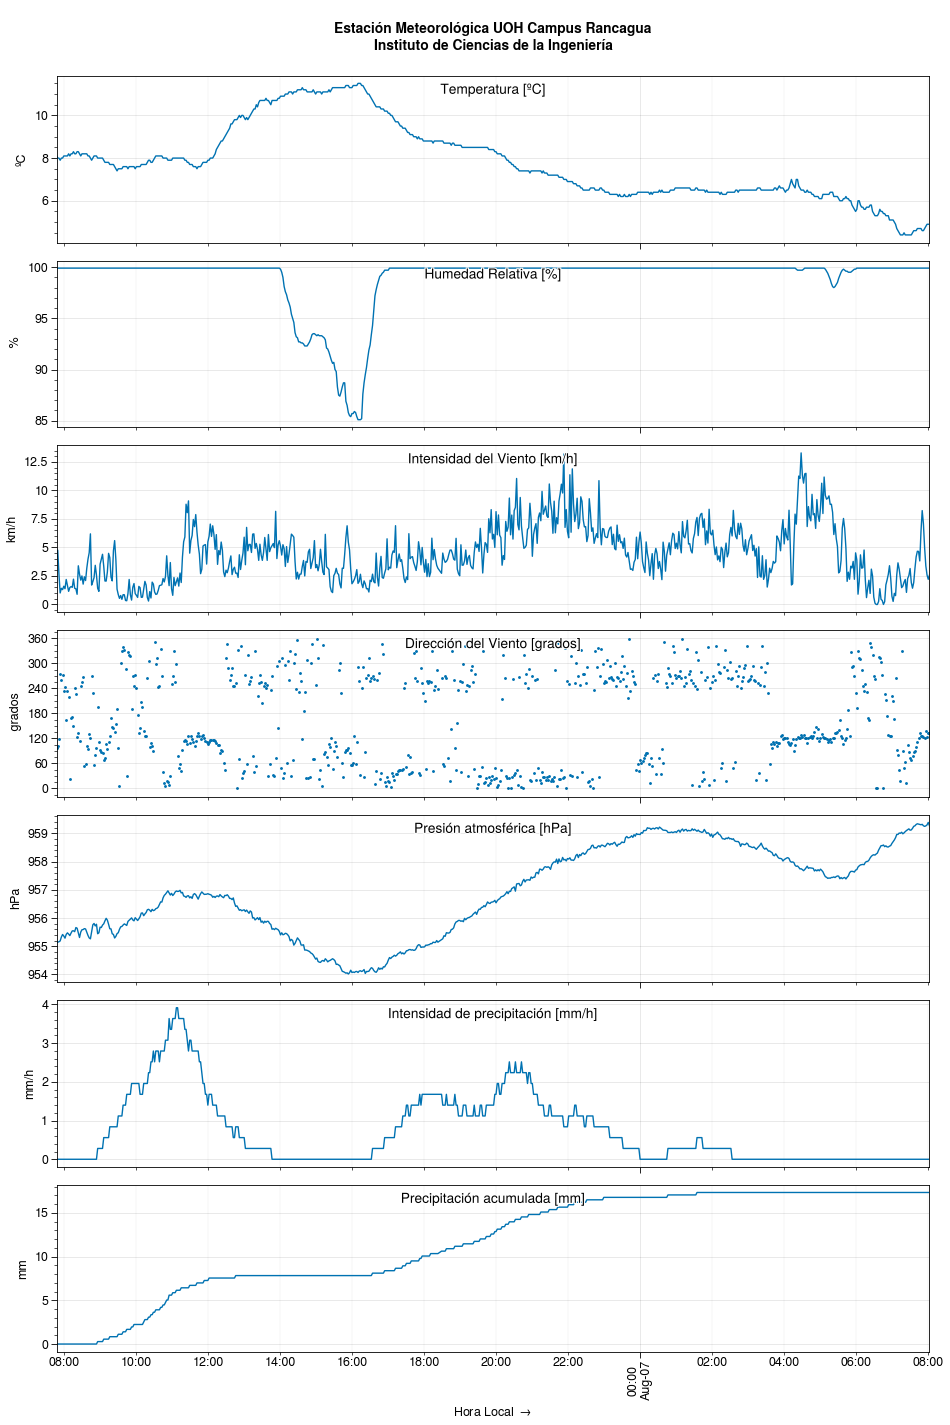 Estación Meteorológica UOH Campus Rancagua
Instituto de Ciencias de la Ingeniería
Temperatura [ºC]
ºC
10
8
6
Humedad Relativa [%]
%
100
95
90
85
Intensidad del Viento [km/h]
km/h
12.5
10
7.5
5
2.5
0
Dirección del Viento [grados]
grados
360
300
240
180
120
60
0
Presión atmosférica [hPa]
hPa
959
958
957
956
955
954
Intensidad de precipitación [mm/h]
mm/h
4
3
2
1
0
Precipitación acumulada [mm]
mm
15
10
5
0
08:00 10:00 12:00 14:00 16:00 18:00 20:00 22:00 00:00 02:00 04:00 06:00 08:00
Aug-07
Hora Local →